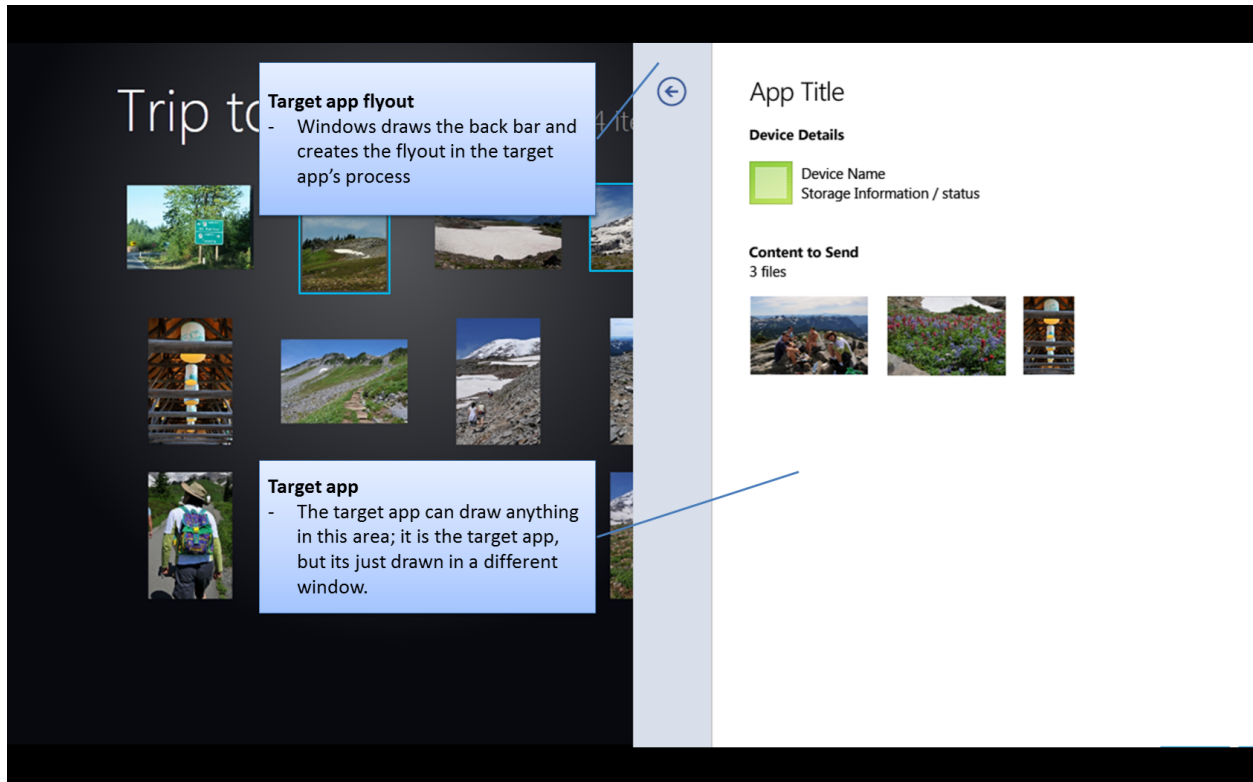 Trip to
4 ite
Target app flyout
- Windows draws the back bar and
creates the flyout in the target
app's process
Target app
- The target app can draw anything
in this area; it is the target app,
but its just drawn in a different
window.
App Title
Device Details
Device Name
Storage Information / status
Content to Send
3 files